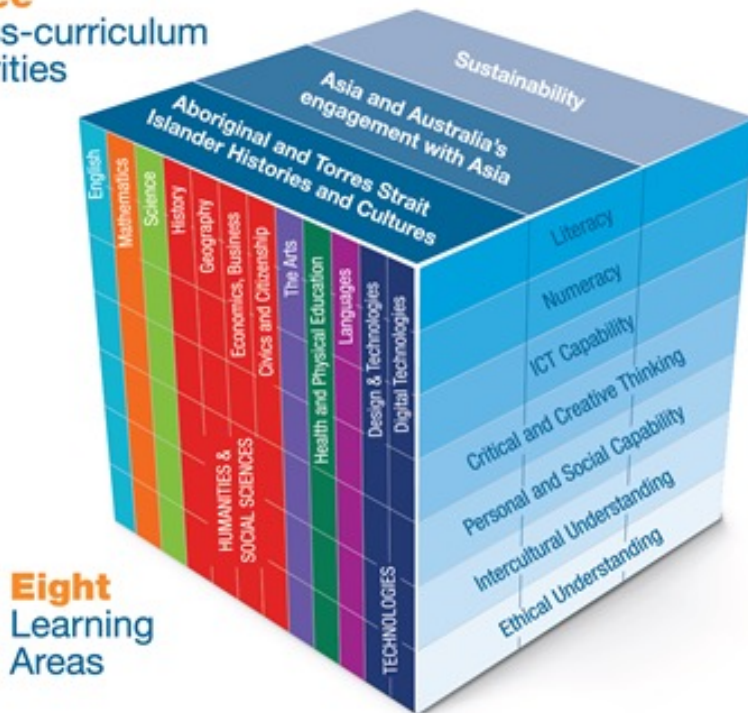 s-curriculum
Sustainability
Asia and Australia's
engagement with Asia
Aboriginal and Torres Strait
Islander Histories and Cultures
English
Mathematics
Science
History
Geography
Economics, Business
Civics and Citizenship
HUMANITIES &
SOCIAL SCIENCES
The Arts
Health and Physical Education
Languages
Design & Technologies
Digital Technologies
TECHNOLOGIES
Literacy
Numeracy
ICT Capability
Critical and Creative Thinking
Personal and Social Capability
Intercultural Understanding
Ethical Understanding
Eight
Learning
Areas